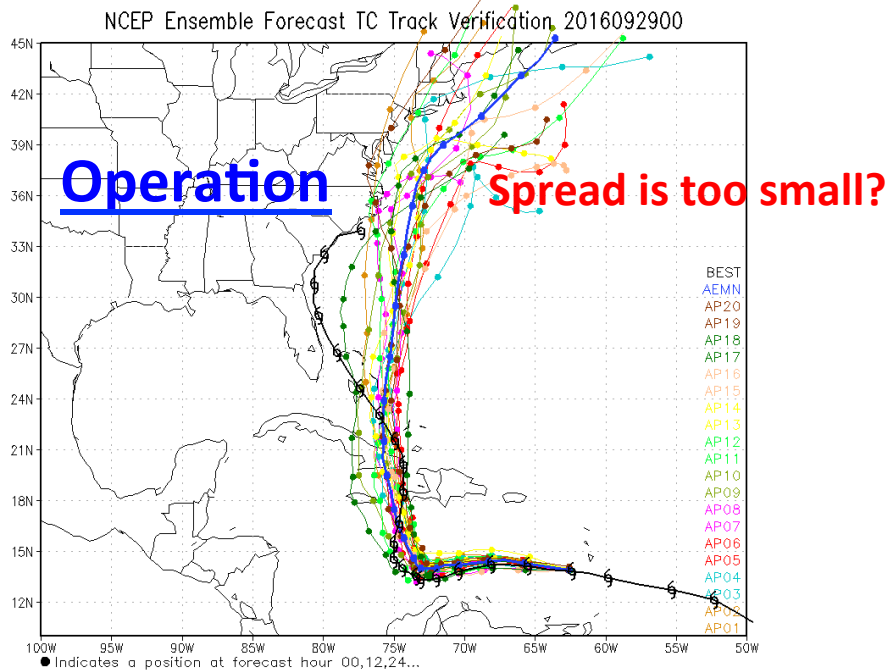 NCEP Ensemble Forecast TC Track Verification 2016092900
45N
42N
39N
36N
33N
30N
27N
24N
21N
18N
15N
12N
Operation
Spread is too small?
BEST
AEMN
AP20
AP19
AP18
AP17
AP16
AP15
AP14
AP13
AP12
AP11
AP10
AP09
AP08
AP07
AP06
AP05
AP04
AP03
AP02
AP01
100W 95W 90W 85W 80W 75W 70W 65W 60W 55W 50W
Indicates a position at forecast hour 00,12,24...